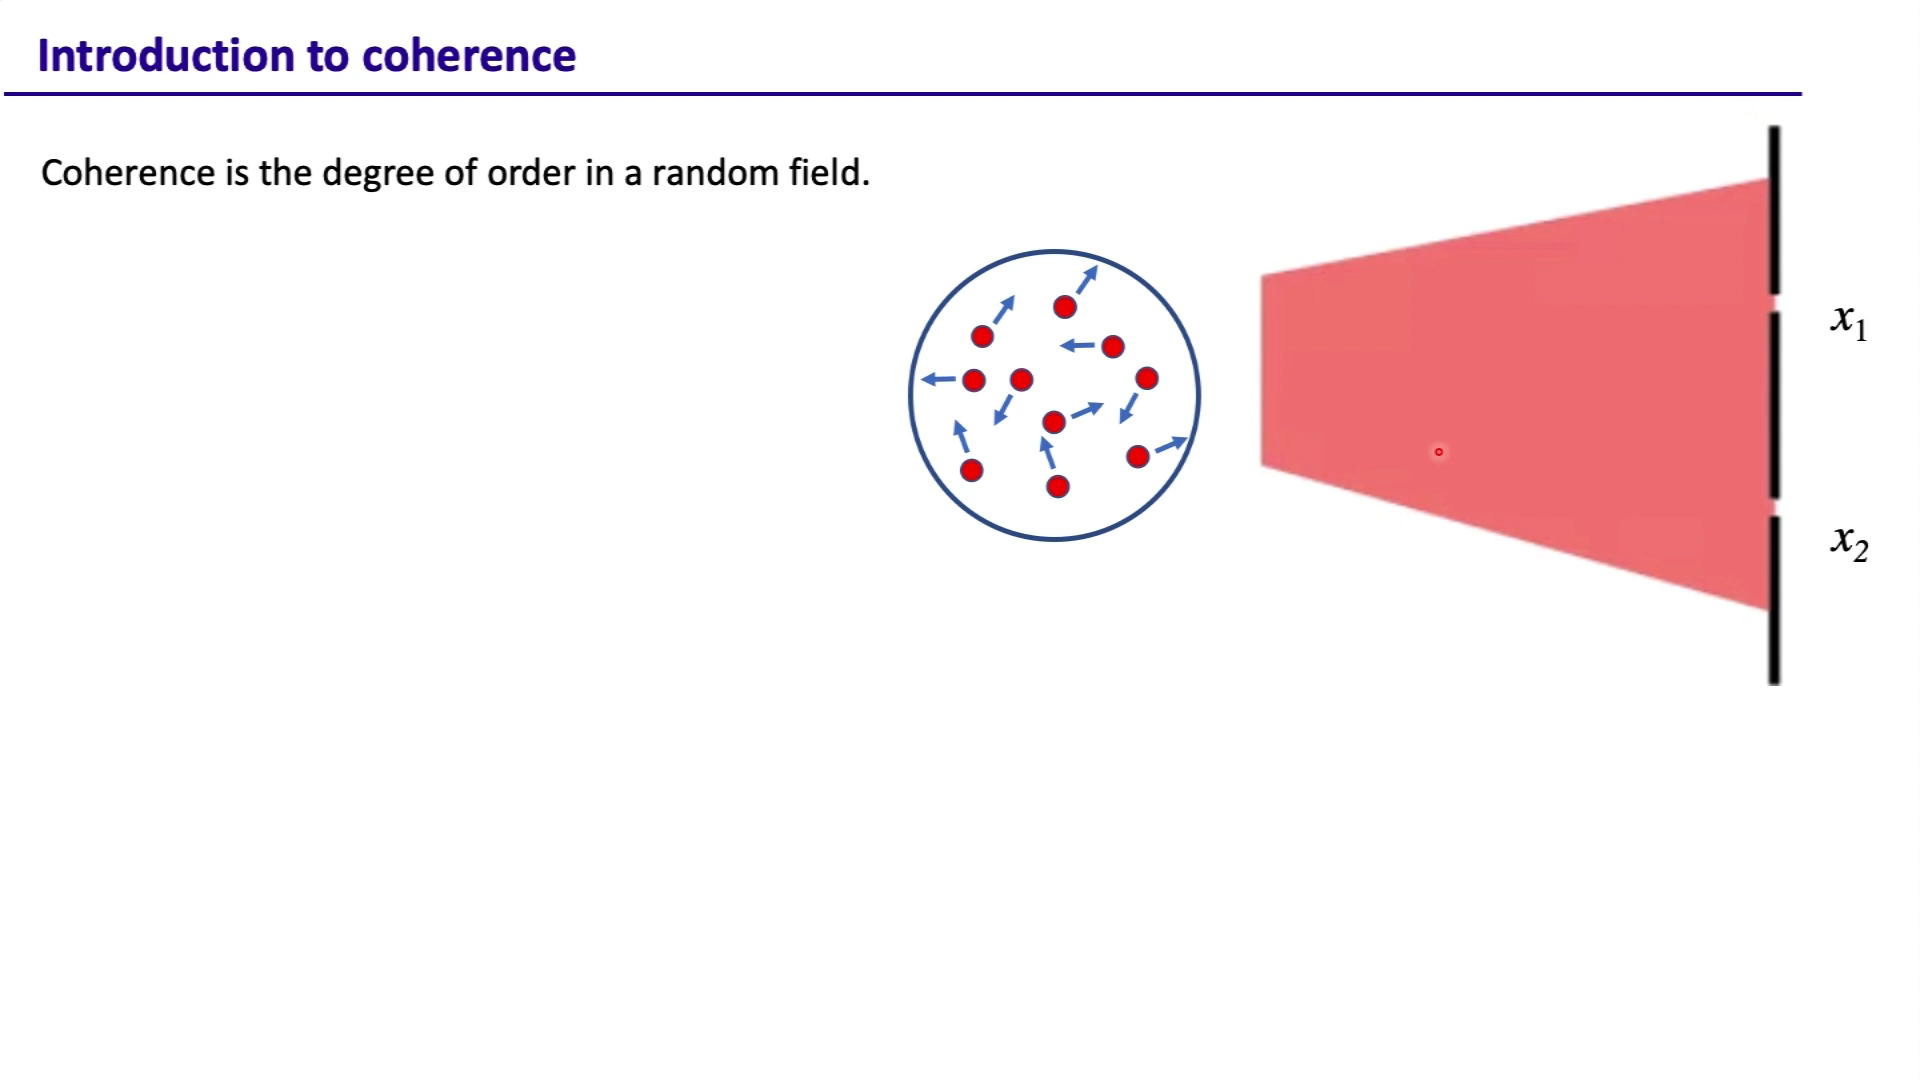 Introduction to coherence
Coherence is the degree of order in a random field.
x₁
x₂